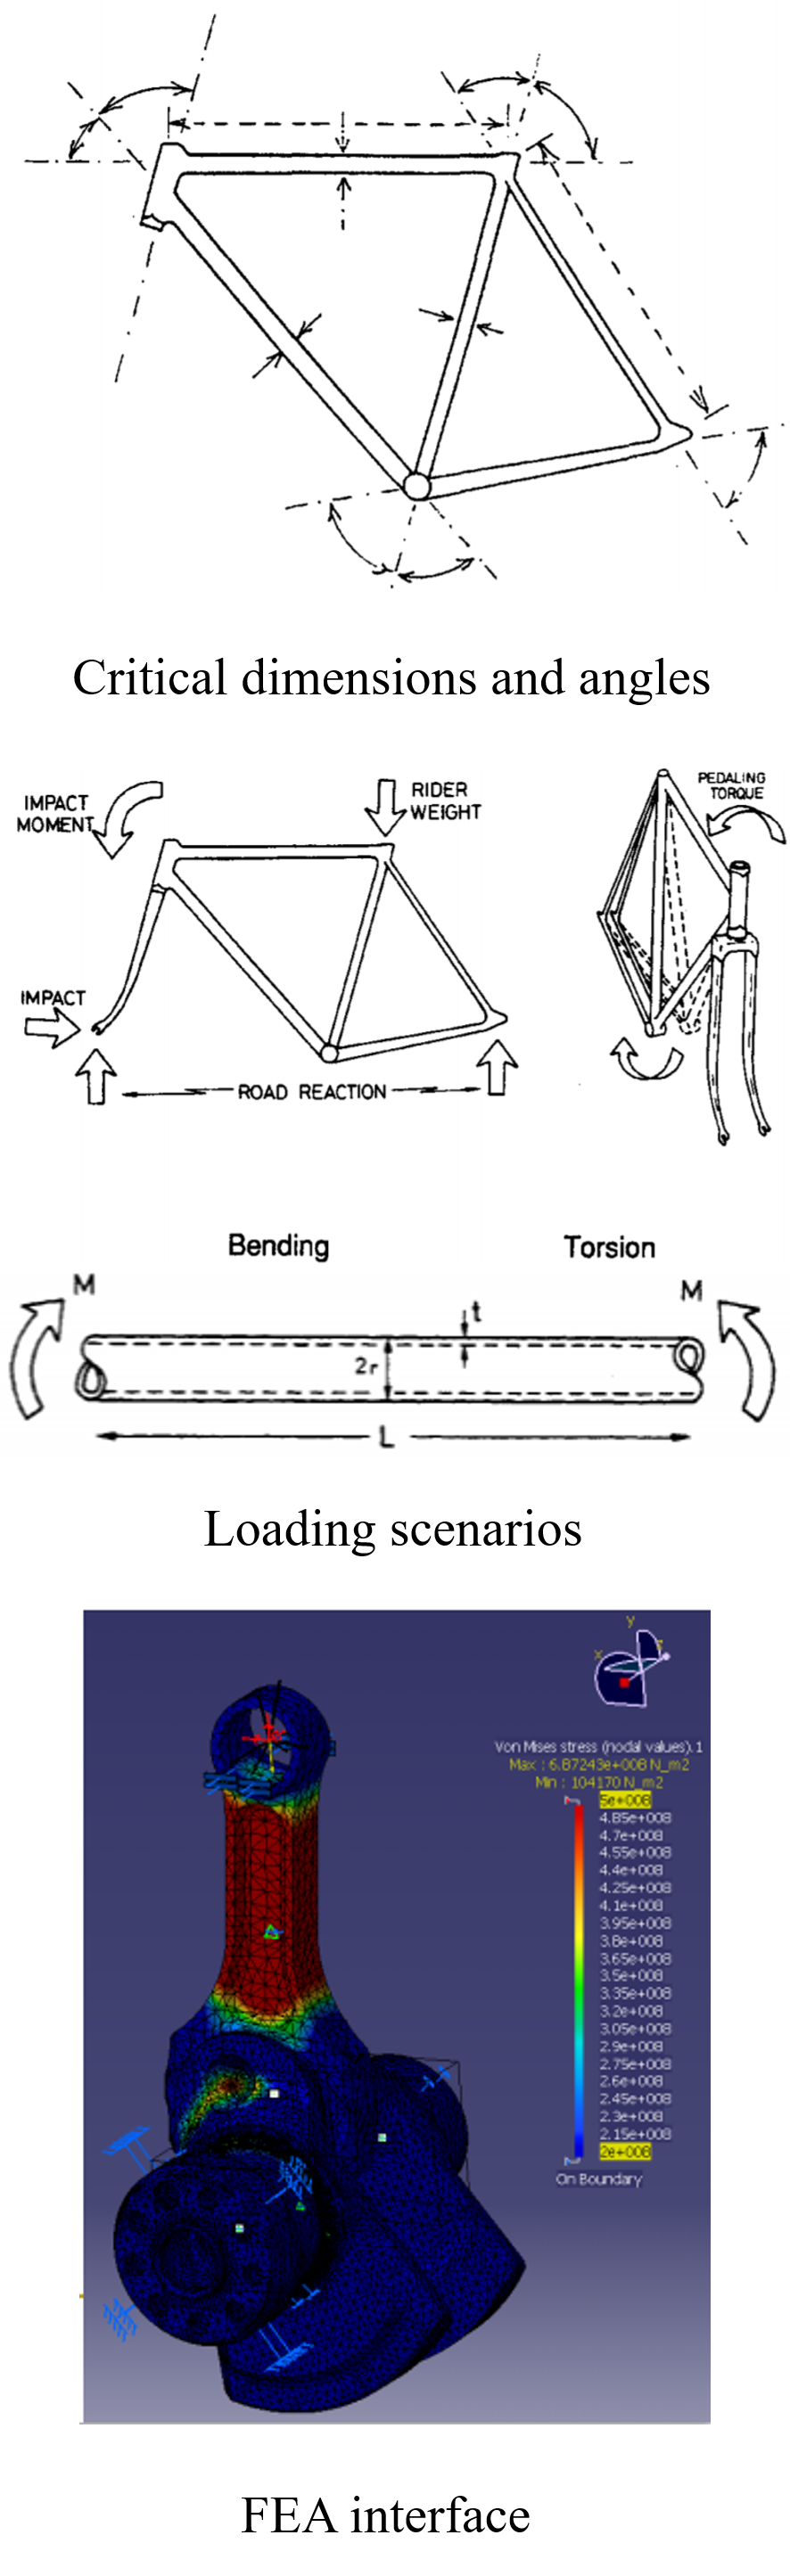 Critical dimensions and angles
IMPACT
MOMENT
RIDER
WEIGHT
PEDALING
TORQUE
IMPACT
ROAD REACTION
Bending
Torsion
M
t
M
2r
L
Loading scenarios
y
x
Von Mises stress (nodal values).1
Max : 6.87243e+008 N_m2
Min : 104170 N_m2
5e+008
4.85e+008
4.7e+008
4.55e+008
4.4e+008
4.25e+008
4.1e+008
3.95e+008
3.8e+008
3.65e+008
3.5e+008
3.35e+008
3.2e+008
3.05e+008
2.9e+008
2.75e+008
2.6e+008
2.45e+008
2.3e+008
2.15e+008
2e+008
On Boundary
FEA interface